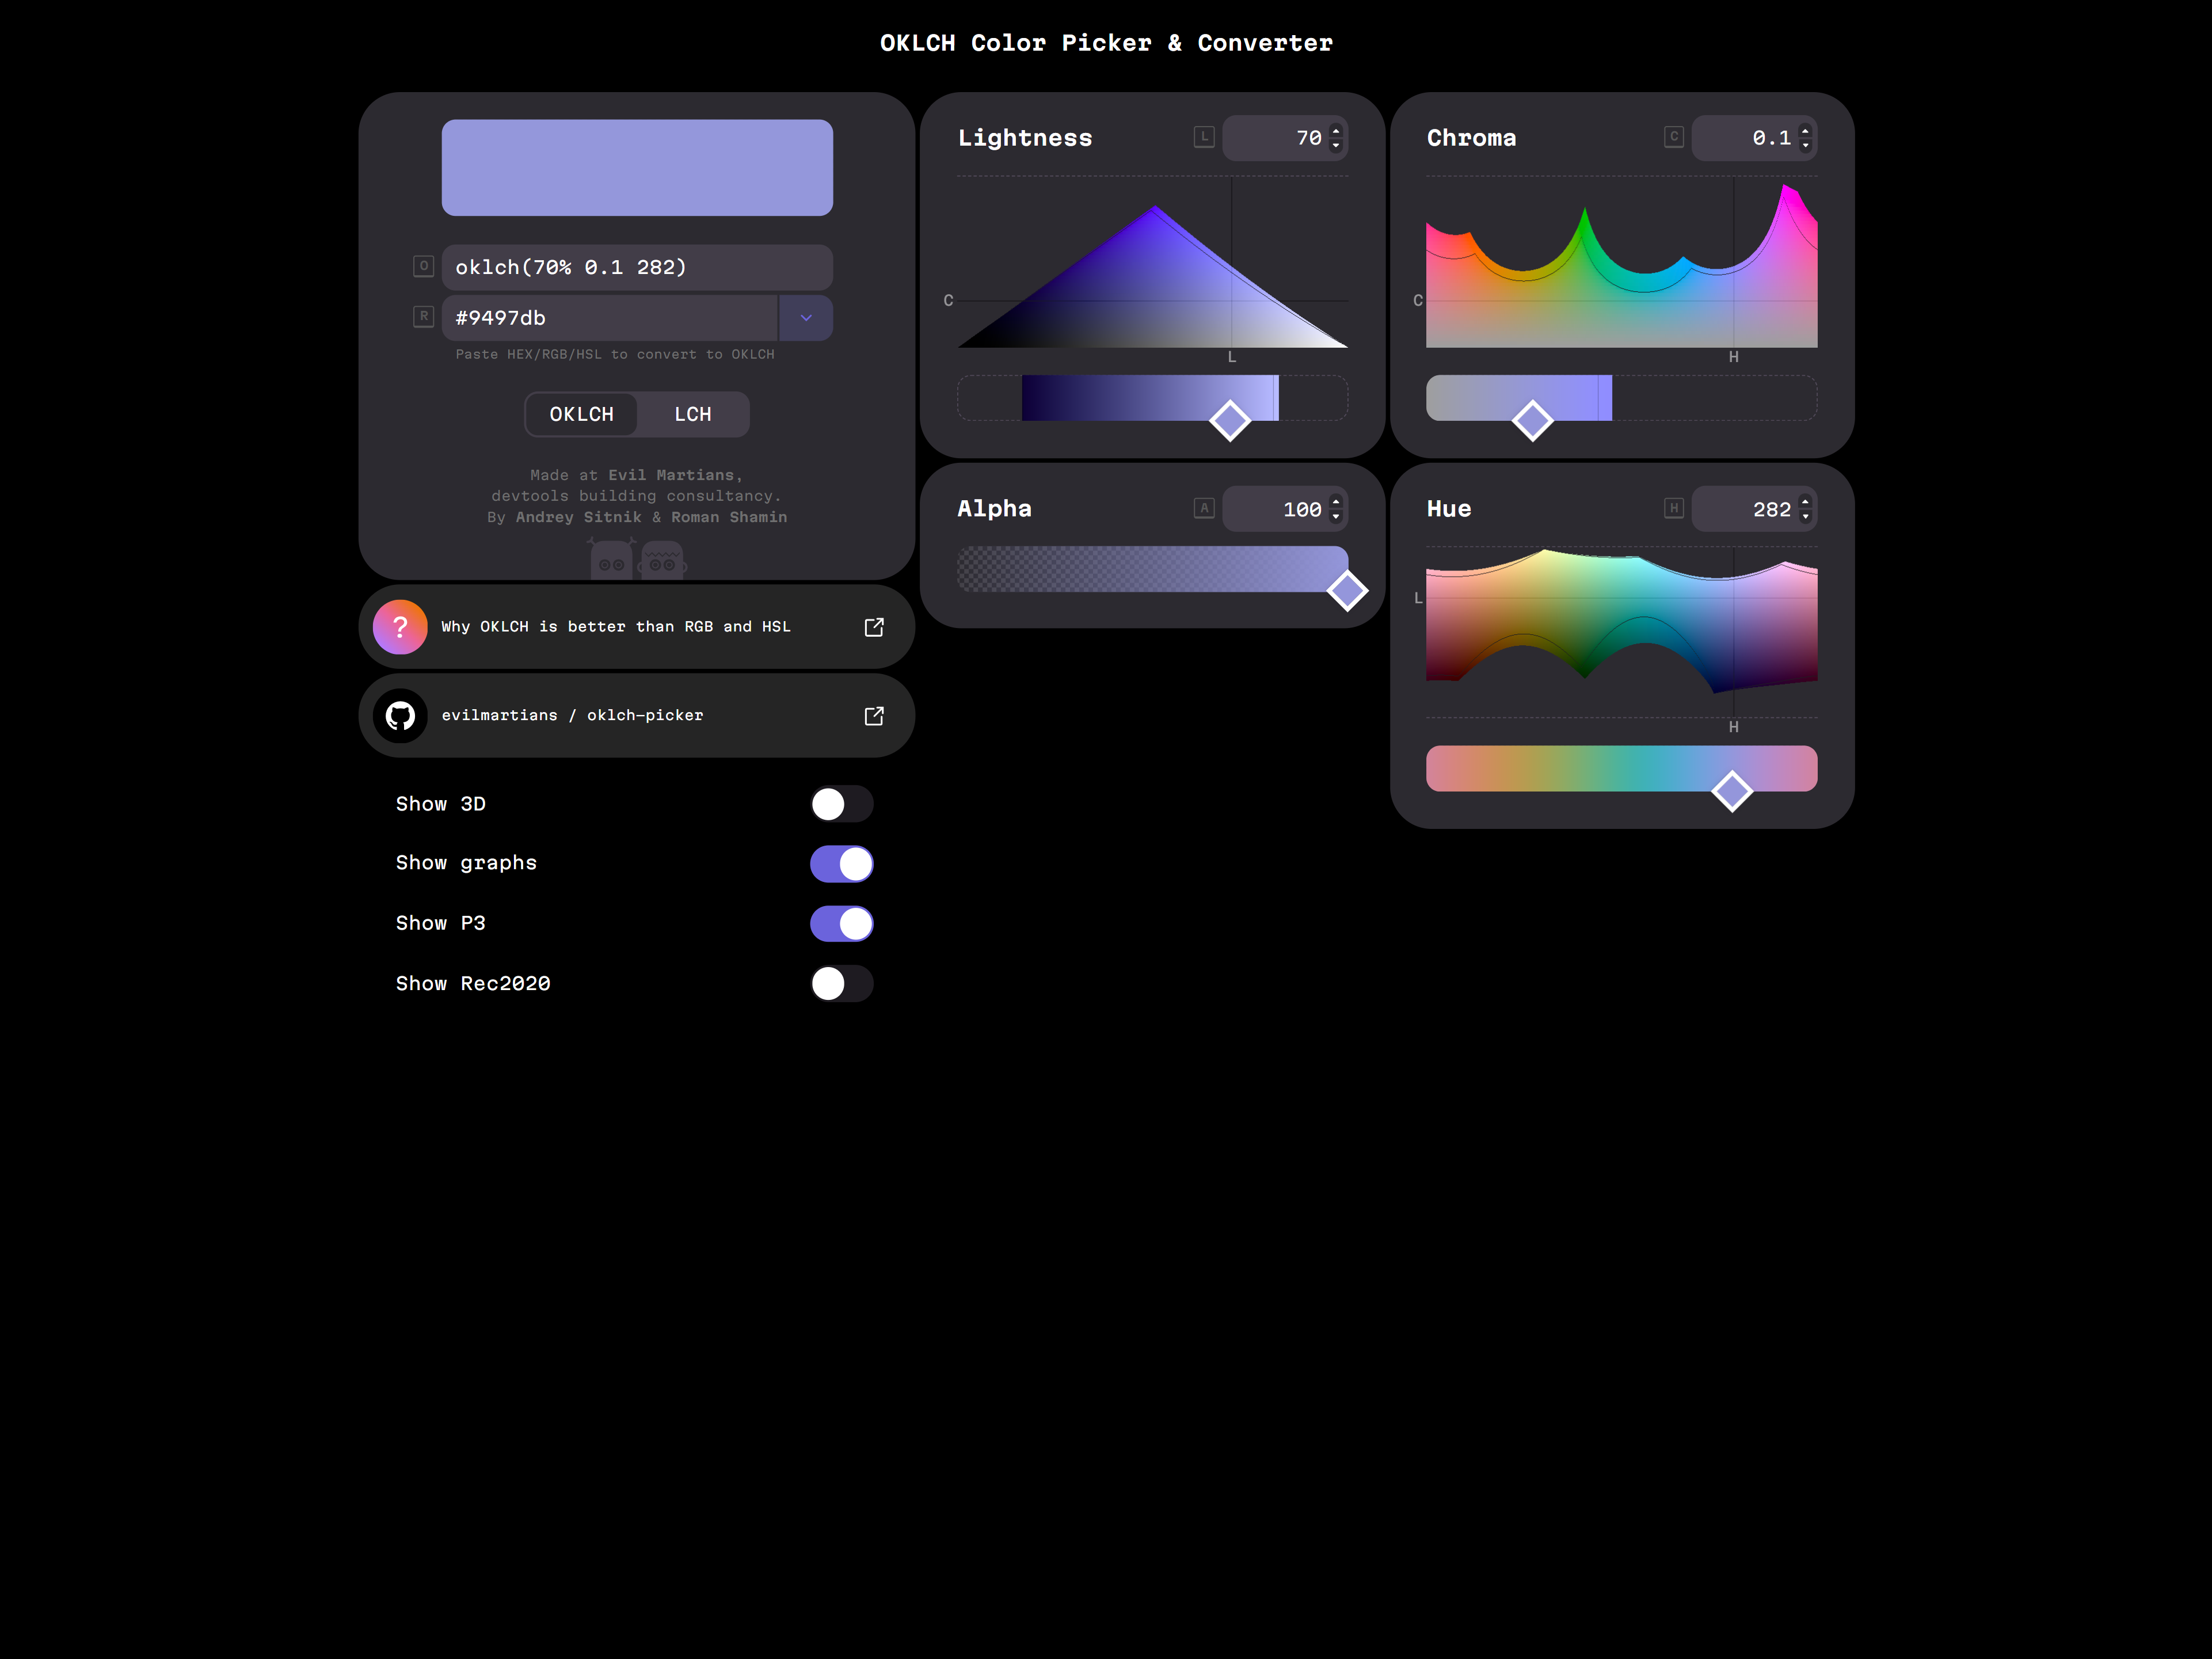 OKLCH Color Picker & Converter
O
oklch(70% 0.1 282)
R
#9497db
Paste HEX/RGB/HSL to convert to OKLCH
OKLCH
LCH
Made at Evil Martians,
devtools building consultancy.
By Andrey Sitnik & Roman Shamin
?
Why OKLCH is better than RGB and HSL
evilmartians / oklch-picker
Show 3D
Show graphs
Show P3
Show Rec2020
Lightness
L
70
C
L
Alpha
A
100
Chroma
C
0.1
C
H
Hue
H
282
L
H